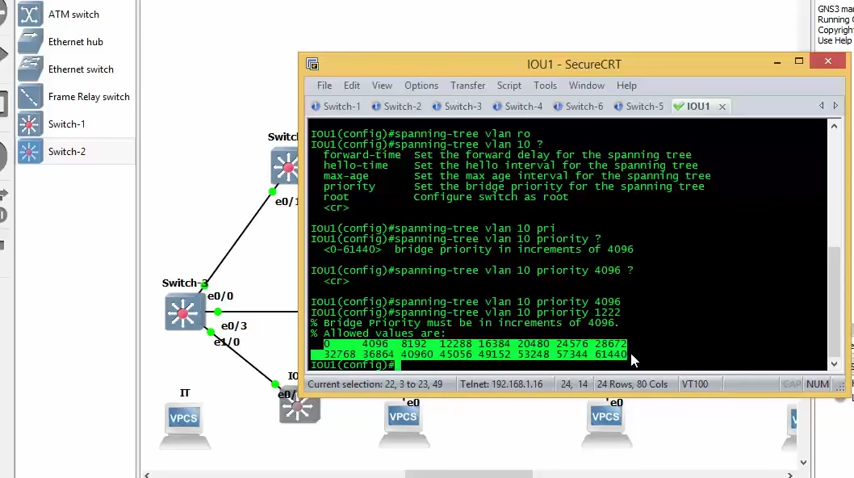 ATM switch
Ethernet hub
Ethernet switch
Frame Relay switch
Switch-1
Switch-2
GNS3 ma
Running G
Copyright
Use Help
IOU1 - SecureCRT
File Edit View Options Transfer Script Tools Window Help
Switch-1 Switch-2 Switch-3 Switch-4 Switch-6 Switch-5 IOU1
IOU1(config)#spanning-tree vlan ro
IOU1(config)#spanning-tree vlan 10 ?
forward-time Set the forward delay for the spanning tree
hello-time Set the hello interval for the spanning tree
max-age Set the max age interval for the spanning tree
priority Set the bridge priority for the spanning tree
root Configure switch as root
<cr>
IOU1(config)#spanning-tree vlan 10 pri
IOU1(config)#spanning-tree vlan 10 priority ?
<0-61440> bridge priority in increments of 4096
IOU1(config)#spanning-tree vlan 10 priority 4096 ?
<cr>
IOU1(config)#spanning-tree vlan 10 priority 4096
IOU1(config)#spanning-tree vlan 10 priority 1222
% Bridge Priority must be in increments of 4096.
% Allowed values are:
0 4096 8192 12288 16384 20480 24576 28672
32768 36864 40960 45056 49152 53248 57344 61440
IOU1(config)#
Current selection: 22, 3 to 23, 49 Telnet: 192.168.1.16 24, 14 24 Rows, 80 Cols VT100 CAP NUM
Switch
e0/1
Switch-3
e0/0
e0/3
e1/0
IO
e0/
IT
e0
e0
VPCS
VPCS
VPCS